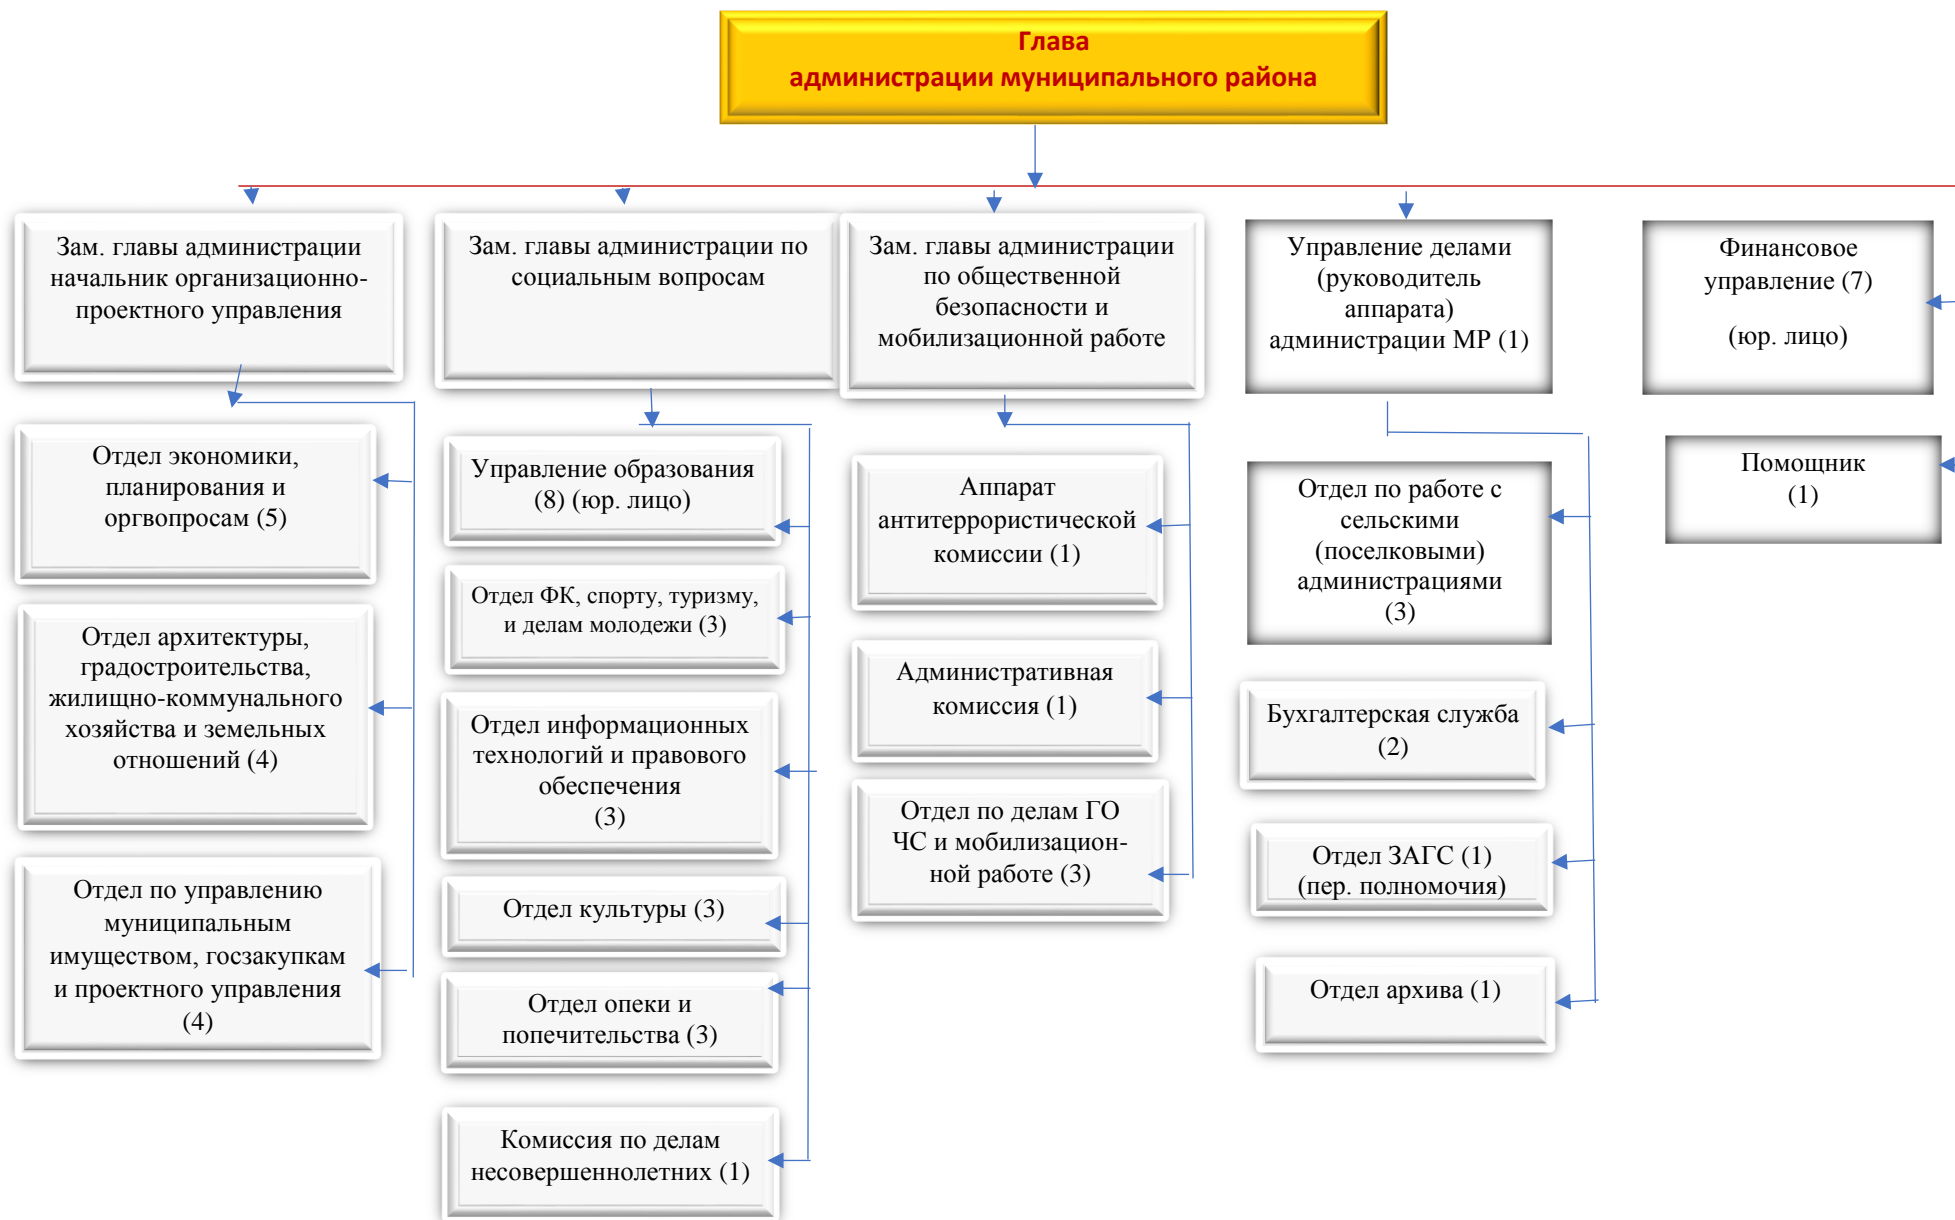 Глава
администрации муниципального района
Зам. главы администрации
начальник организационно-
проектного управления
Зам. главы администрации по
социальным вопросам
Зам. главы администрации
по общественной
безопасности и
мобилизационной работе
Управление делами
(руководитель
аппарата)
администрации МР (1)
Финансовое
управление (7)
(юр. лицо)
Отдел экономики,
планирования и
оргвопросам (5)
Отдел архитектуры,
градостроительства,
жилищно-коммунального
хозяйства и земельных
отношений (4)
Отдел по управлению
муниципальным
имуществом, госзакупкам
и проектного управления
(4)
Управление образования
(8) (юр. лицо)
Отдел ФК, спорту, туризму,
и делам молодежи (3)
Отдел информационных
технологий и правового
обеспечения
(3)
Отдел культуры (3)
Отдел опеки и
попечительства (3)
Комиссия по делам
несовершеннолетних (1)
Аппарат
антитеррористической
комиссии (1)
Административная
комиссия (1)
Отдел по делам ГО
ЧС и мобилизацион-
ной работе (3)
Отдел по работе с
сельскими
(поселковыми)
администрациями
(3)
Бухгалтерская служба
(2)
Отдел ЗАГС (1)
(пер. полномочия)
Отдел архива (1)
Помощник
(1)